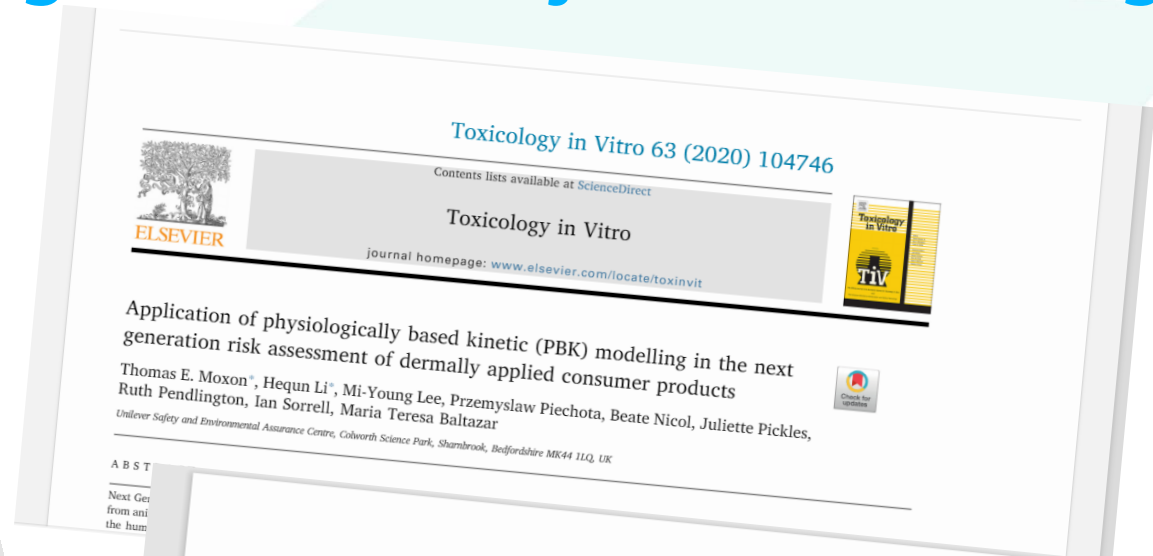 Toxicology in Vitro 63 (2020) 104746
Contents lists available at ScienceDirect
Toxicology in Vitro
journal homepage: www.elsevier.com/locate/toxinvit
ELSEVIER
Toxicology
in Vitro
TiV
Application of physiologically based kinetic (PBK) modelling in the next
generation risk assessment of dermally applied consumer products
Check for
updates
Thomas E. Moxon*, Hequn Li*, Mi-Young Lee, Przemyslaw Piechota, Beate Nicol, Juliette Pickles,
Ruth Pendlington, Ian Sorrell, Maria Teresa Baltazar
Unilever Safety and Environmental Assurance Centre, Colworth Science Park, Sharnbrook, Bedfordshire MK44 1LQ, UK
A B S T
Next Ge
from ani
the hum